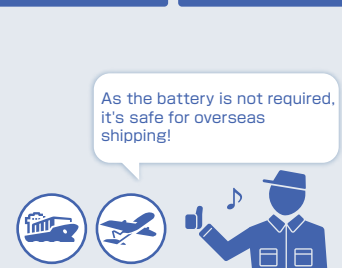 As the battery is not required,
it's safe for overseas
shipping!